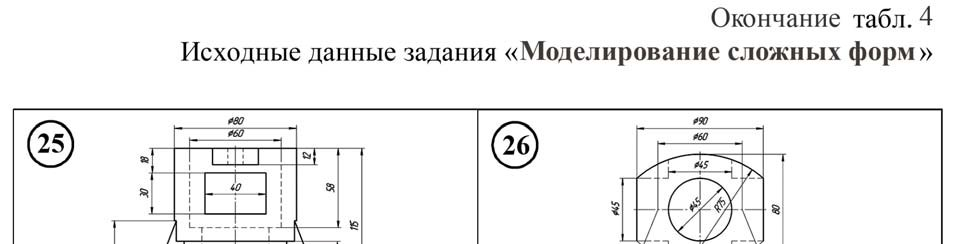 Окончание табл. 4
Исходные данные задания «Моделирование сложных форм»
25
ø80
ø60
18
12
30
40
58
115
26
ø90
ø60
ø45
ø45
ø45
R75
80